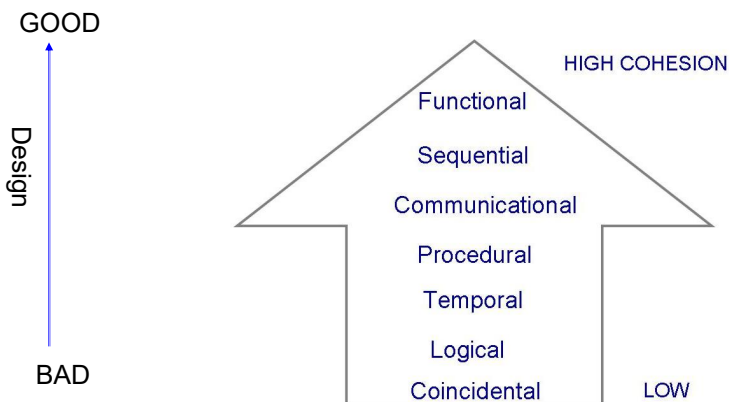 GOOD
HIGH COHESION
Functional
Design
Sequential
Communicational
Procedural
Temporal
Logical
BAD
Coincidental
LOW